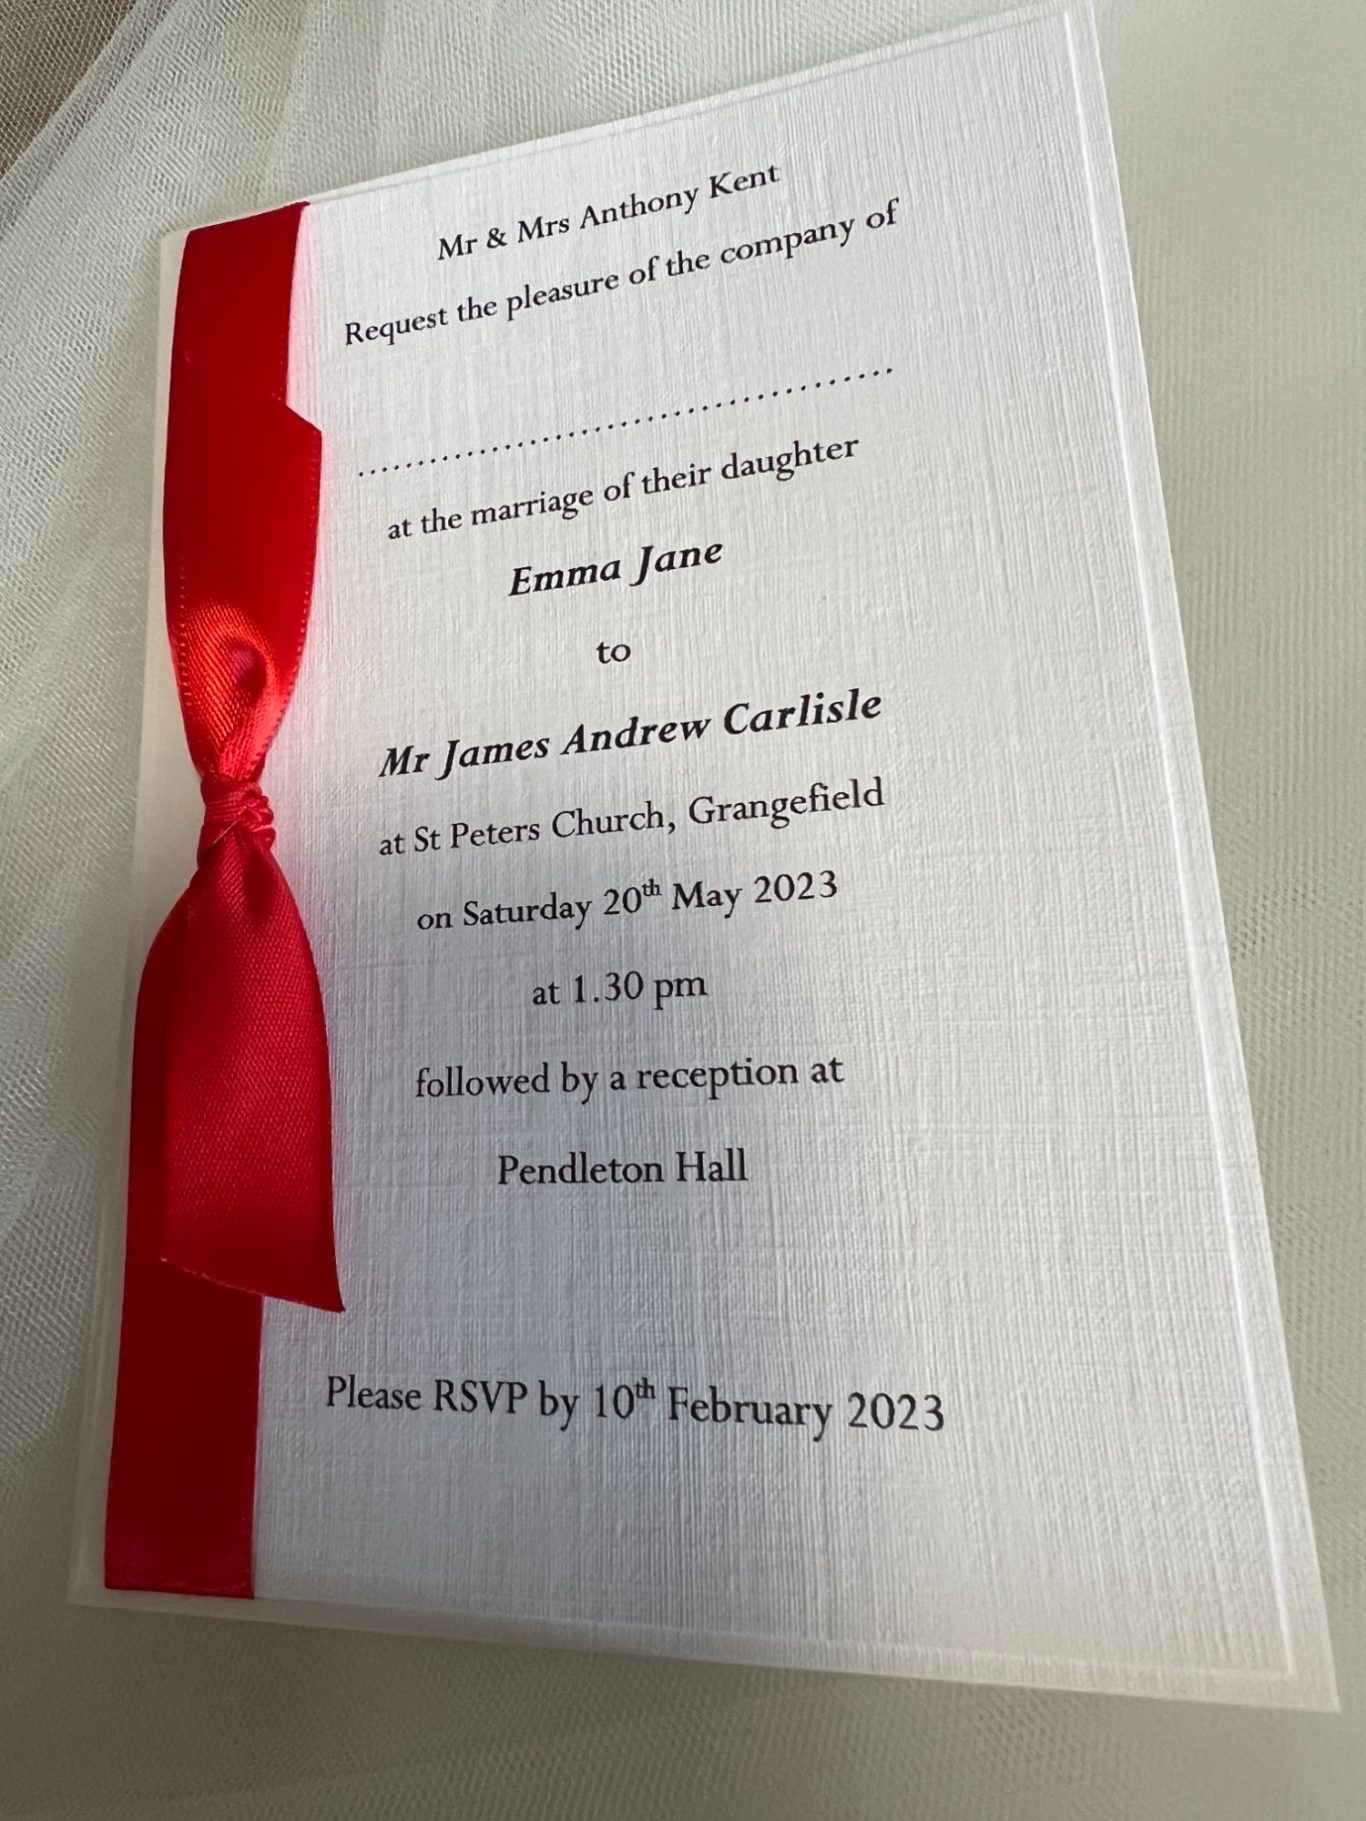 Mr & Mrs Anthony Kent
Request the pleasure of the company of
........................................
at the marriage of their daughter
Emma Jane
to
Mr James Andrew Carlisle
at St Peters Church, Grangefield
on Saturday 20th May 2023
at 1.30 pm
followed by a reception at
Pendleton Hall
Please RSVP by 10th February 2023